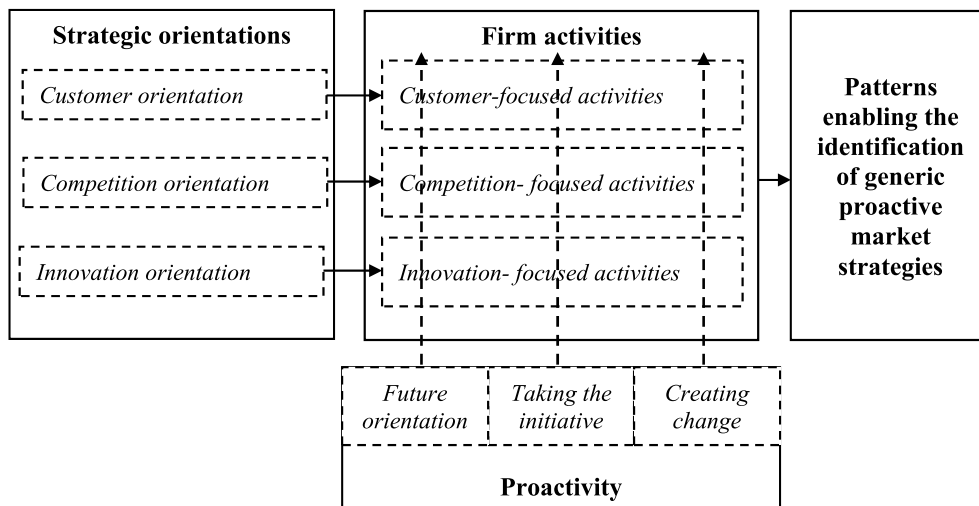 Strategic orientations
Customer orientation
Competition orientation
Innovation orientation
Firm activities
Customer-focused activities
Competition- focused activities
Innovation- focused activities
Patterns
enabling the
identification
of generic
proactive
market
strategies
Future
orientation
Taking the
initiative
Creating
change
Proactivity